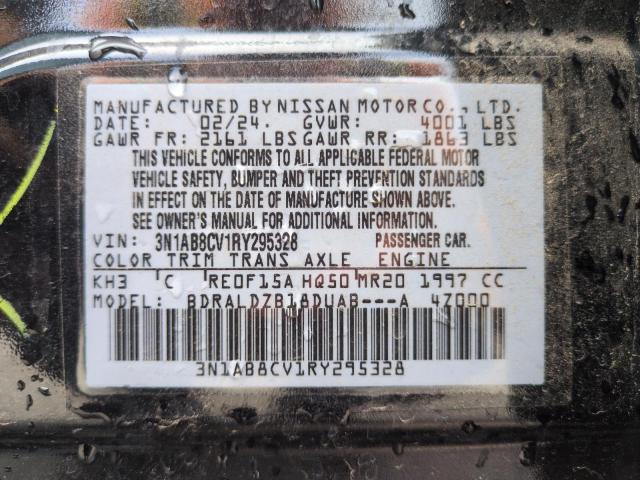 MANUFACTURED BY NISSAN MOTOR CO., LTD.
DATE: 02/24. GVWR: 4001 LBS
GAWR FR: 2161 LBS GAWR RR: 1863 LBS
THIS VEHICLE CONFORMS TO ALL APPLICABLE FEDERAL MOTOR
VEHICLE SAFETY, BUMPER AND THEFT PREVENTION STANDARDS
IN EFFECT ON THE DATE OF MANUFACTURE SHOWN ABOVE.
SEE OWNER'S MANUAL FOR ADDITIONAL INFORMATION.
VIN: 3N1AB8CV1RY295328 PASSENGER CAR.
COLOR TRIM TRANS AXLE ENGINE
KH3 C RE0F15A HQ50 MR20 1997 CC
MODEL: BDRALDZB18DUAB---A 4Z000
3N1AB8CV1RY295328